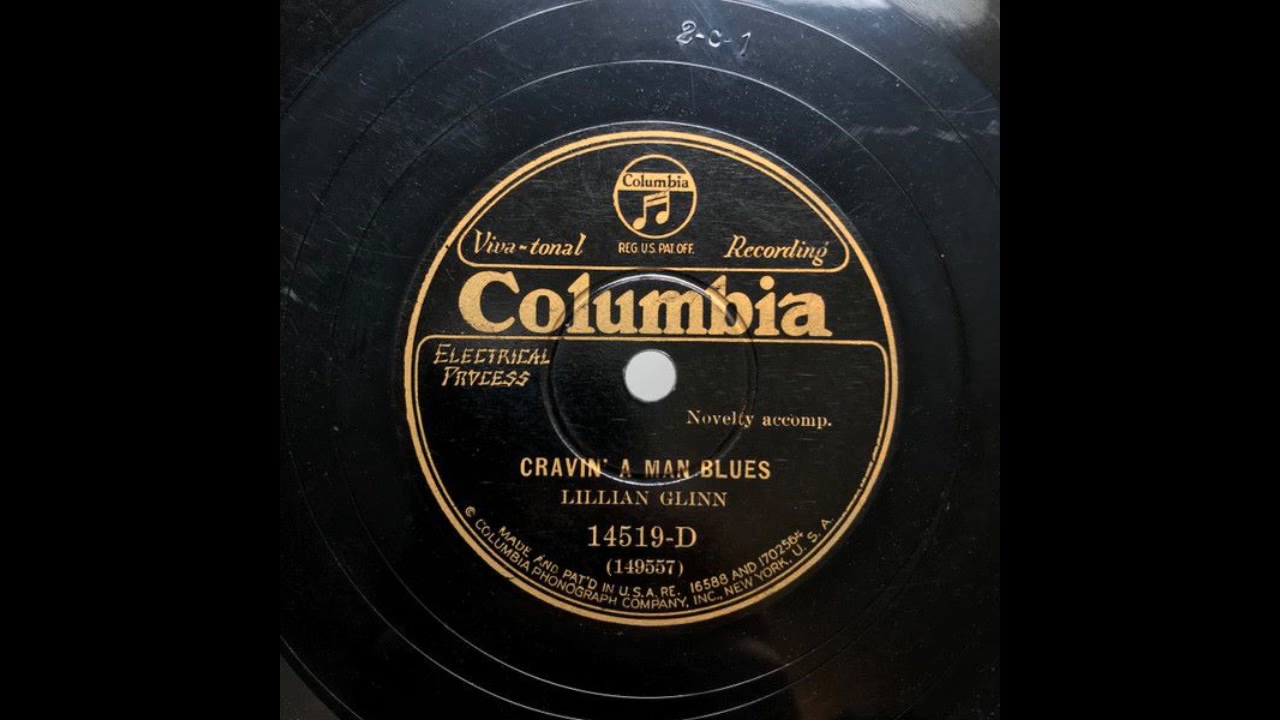 2-C-1
Columbia
Viva-tonal REG. U.S. PAT. OFF. Recording
Columbia
ELECTRICAL
PROCESS
Novelty accomp.
CRAVIN' A MAN BLUES
LILLIAN GLINN
14519-D
(149557)
MADE AND PAT'D IN U.S.A. RE. 16588 AND 1702564
© COLUMBIA PHONOGRAPH COMPANY, INC., NEW YORK, U. S. A.